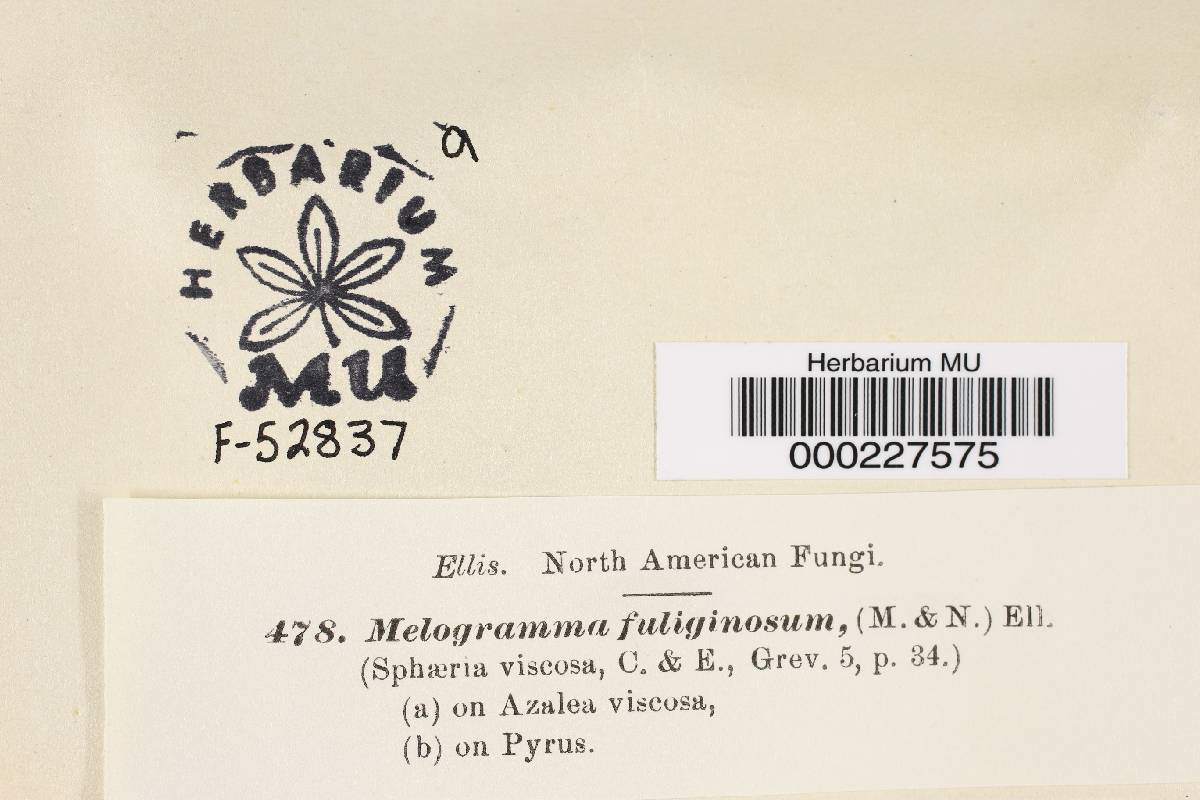 a
HERBARIUM
MU
F-52837
Herbarium MU
000227575
Ellis. North American Fungi.
478. Melogramma fuliginosum, (M. & N.) Ell.
(Sphæria viscosa, C. & E., Grev. 5, p. 34.)
(a) on Azalea viscosa,
(b) on Pyrus.